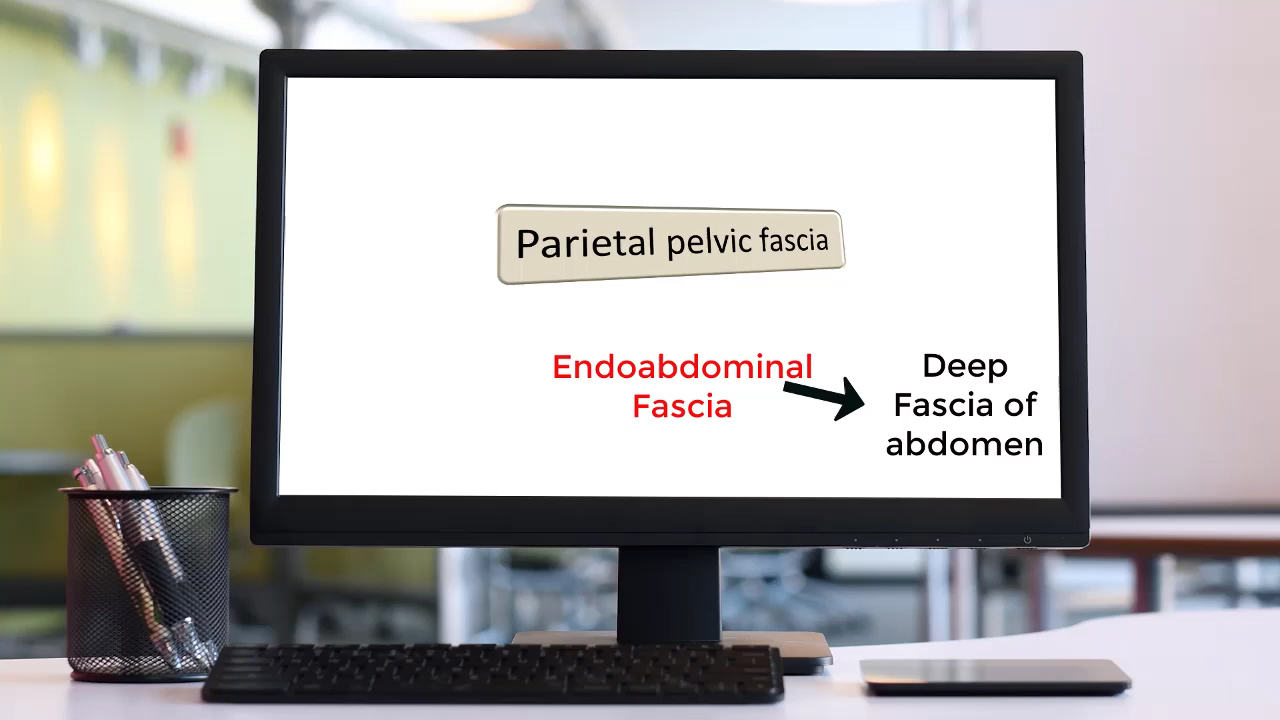 Parietal pelvic fascia
Endoabdominal
Fascia
Deep
Fascia of
abdomen